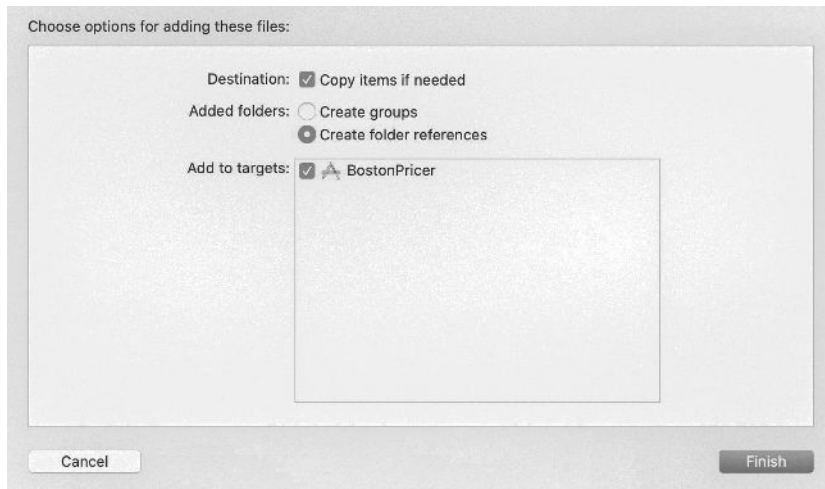 Choose options for adding these files:
Destination: Copy items if needed
Added folders: Create groups
Create folder references
Add to targets: BostonPricer
Cancel Finish